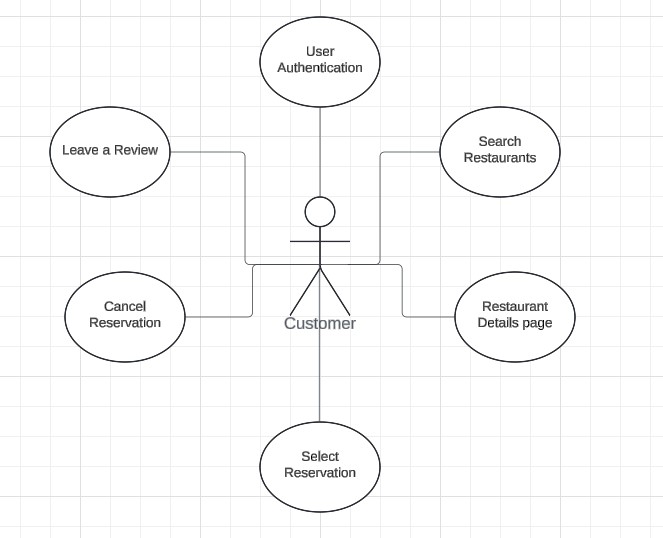 User
Authentication
Leave a Review
Search
Restaurants
Cancel
Reservation
Customer
Restaurant
Details page
Select
Reservation